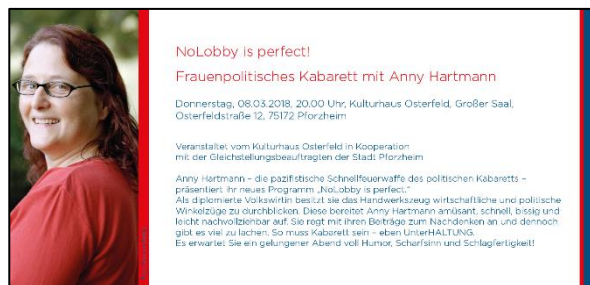 NoLobby is perfect!
Frauenpolitisches Kabarett mit Anny Hartmann
Donnerstag, 08.03.2018, 20.00 Uhr, Kulturhaus Osterfeld, Großer Saal,
Osterfeldstraße 12, 75172 Pforzheim
Veranstaltet vom Kulturhaus Osterfeld in Kooperation
mit der Gleichstellungsbeauftragten der Stadt Pforzheim
Anny Hartmann – die pazifistische Schnellfeuerwaffe des politischen Kabaretts –
präsentiert ihr neues Programm „NoLobby is perfect.“
Als diplomierte Volkswirtin besitzt sie das Handwerkszeug wirtschaftliche und politische
Winkelzüge zu durchblicken. Diese bereitet Anny Hartmann amüsant, schnell, bissig und
leicht nachvollziehbar auf. Sie regt mit ihren Beiträge zum Nachdenken an und dennoch
gibt es viel zu lachen. So muss Kabarett sein – eben UnterHALTUNG.
Es erwartet Sie ein gelungener Abend voll Humor, Scharfsinn und Schlagfertigkeit!